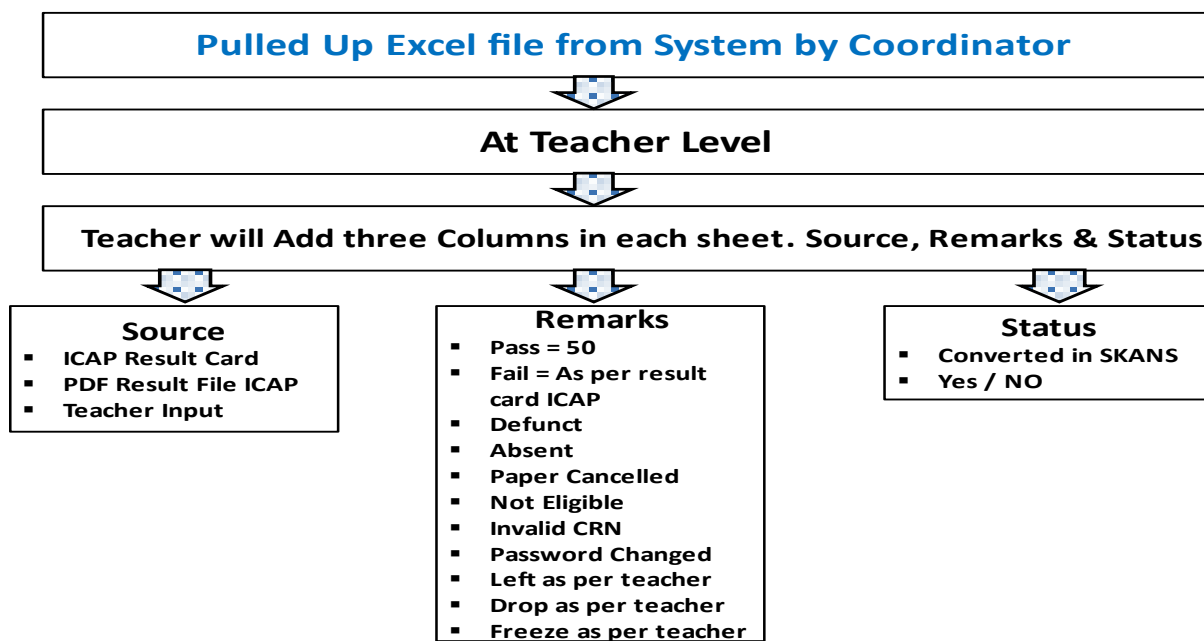 Pulled Up Excel file from System by Coordinator
At Teacher Level
Teacher will Add three Columns in each sheet. Source, Remarks & Status
Source
▪ ICAP Result Card
▪ PDF Result File ICAP
▪ Teacher Input
Remarks
▪ Pass = 50
▪ Fail = As per result
card ICAP
▪ Defunct
▪ Absent
▪ Paper Cancelled
▪ Not Eligible
▪ Invalid CRN
▪ Password Changed
▪ Left as per teacher
▪ Drop as per teacher
▪ Freeze as per teacher
Status
▪ Converted in SKANS
▪ Yes / NO